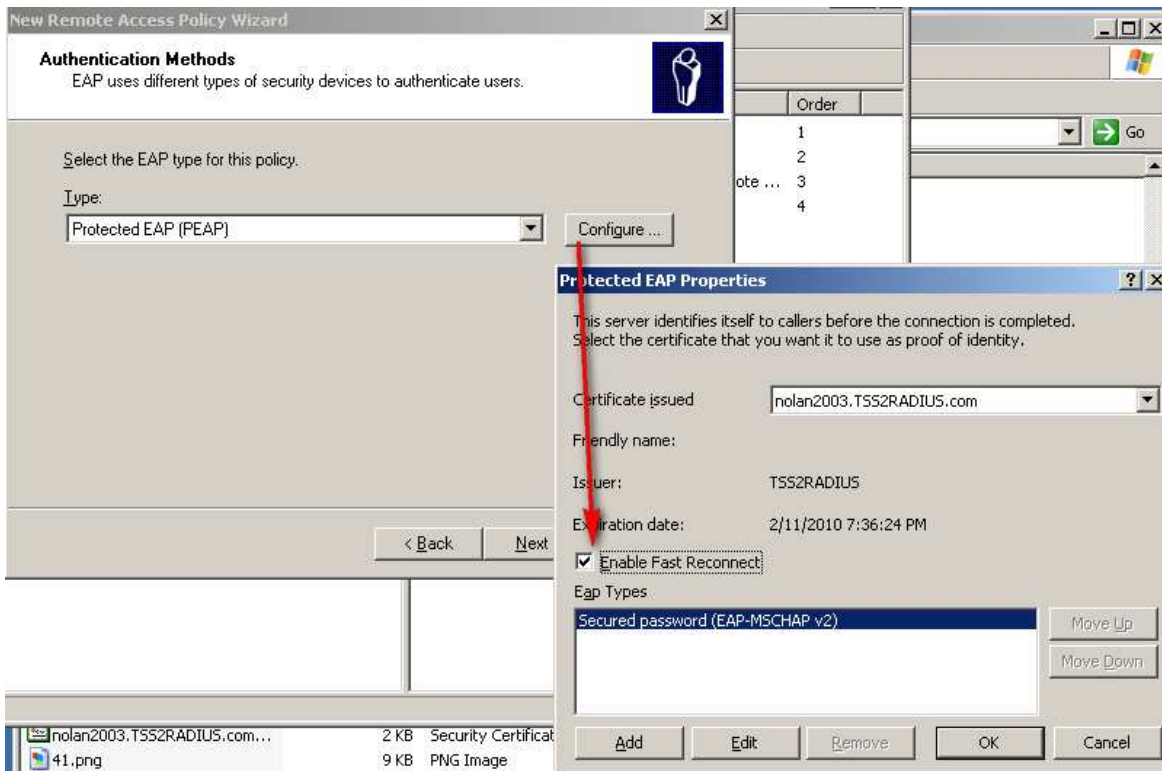 New Remote Access Policy Wizard
Authentication Methods
EAP uses different types of security devices to authenticate users.
Select the EAP type for this policy.
Type:
Protected EAP (PEAP)
Configure ...
< Back
Next
Order
1
2
ote ... 3
4
Go
Protected EAP Properties
This server identifies itself to callers before the connection is completed.
Select the certificate that you want it to use as proof of identity.
Certificate issued
nolan2003.TSS2RADIUS.com
Friendly name:
Issuer:
TSS2RADIUS
Expiration date:
2/11/2010 7:36:24 PM
Enable Fast Reconnect
Eap Types
Secured password (EAP-MSCHAP v2)
Move Up
Move Down
Add
Edit
Remove
OK
Cancel
nolan2003.TSS2RADIUS.com... 2 KB Security Certificat
41.png 9 KB PNG Image